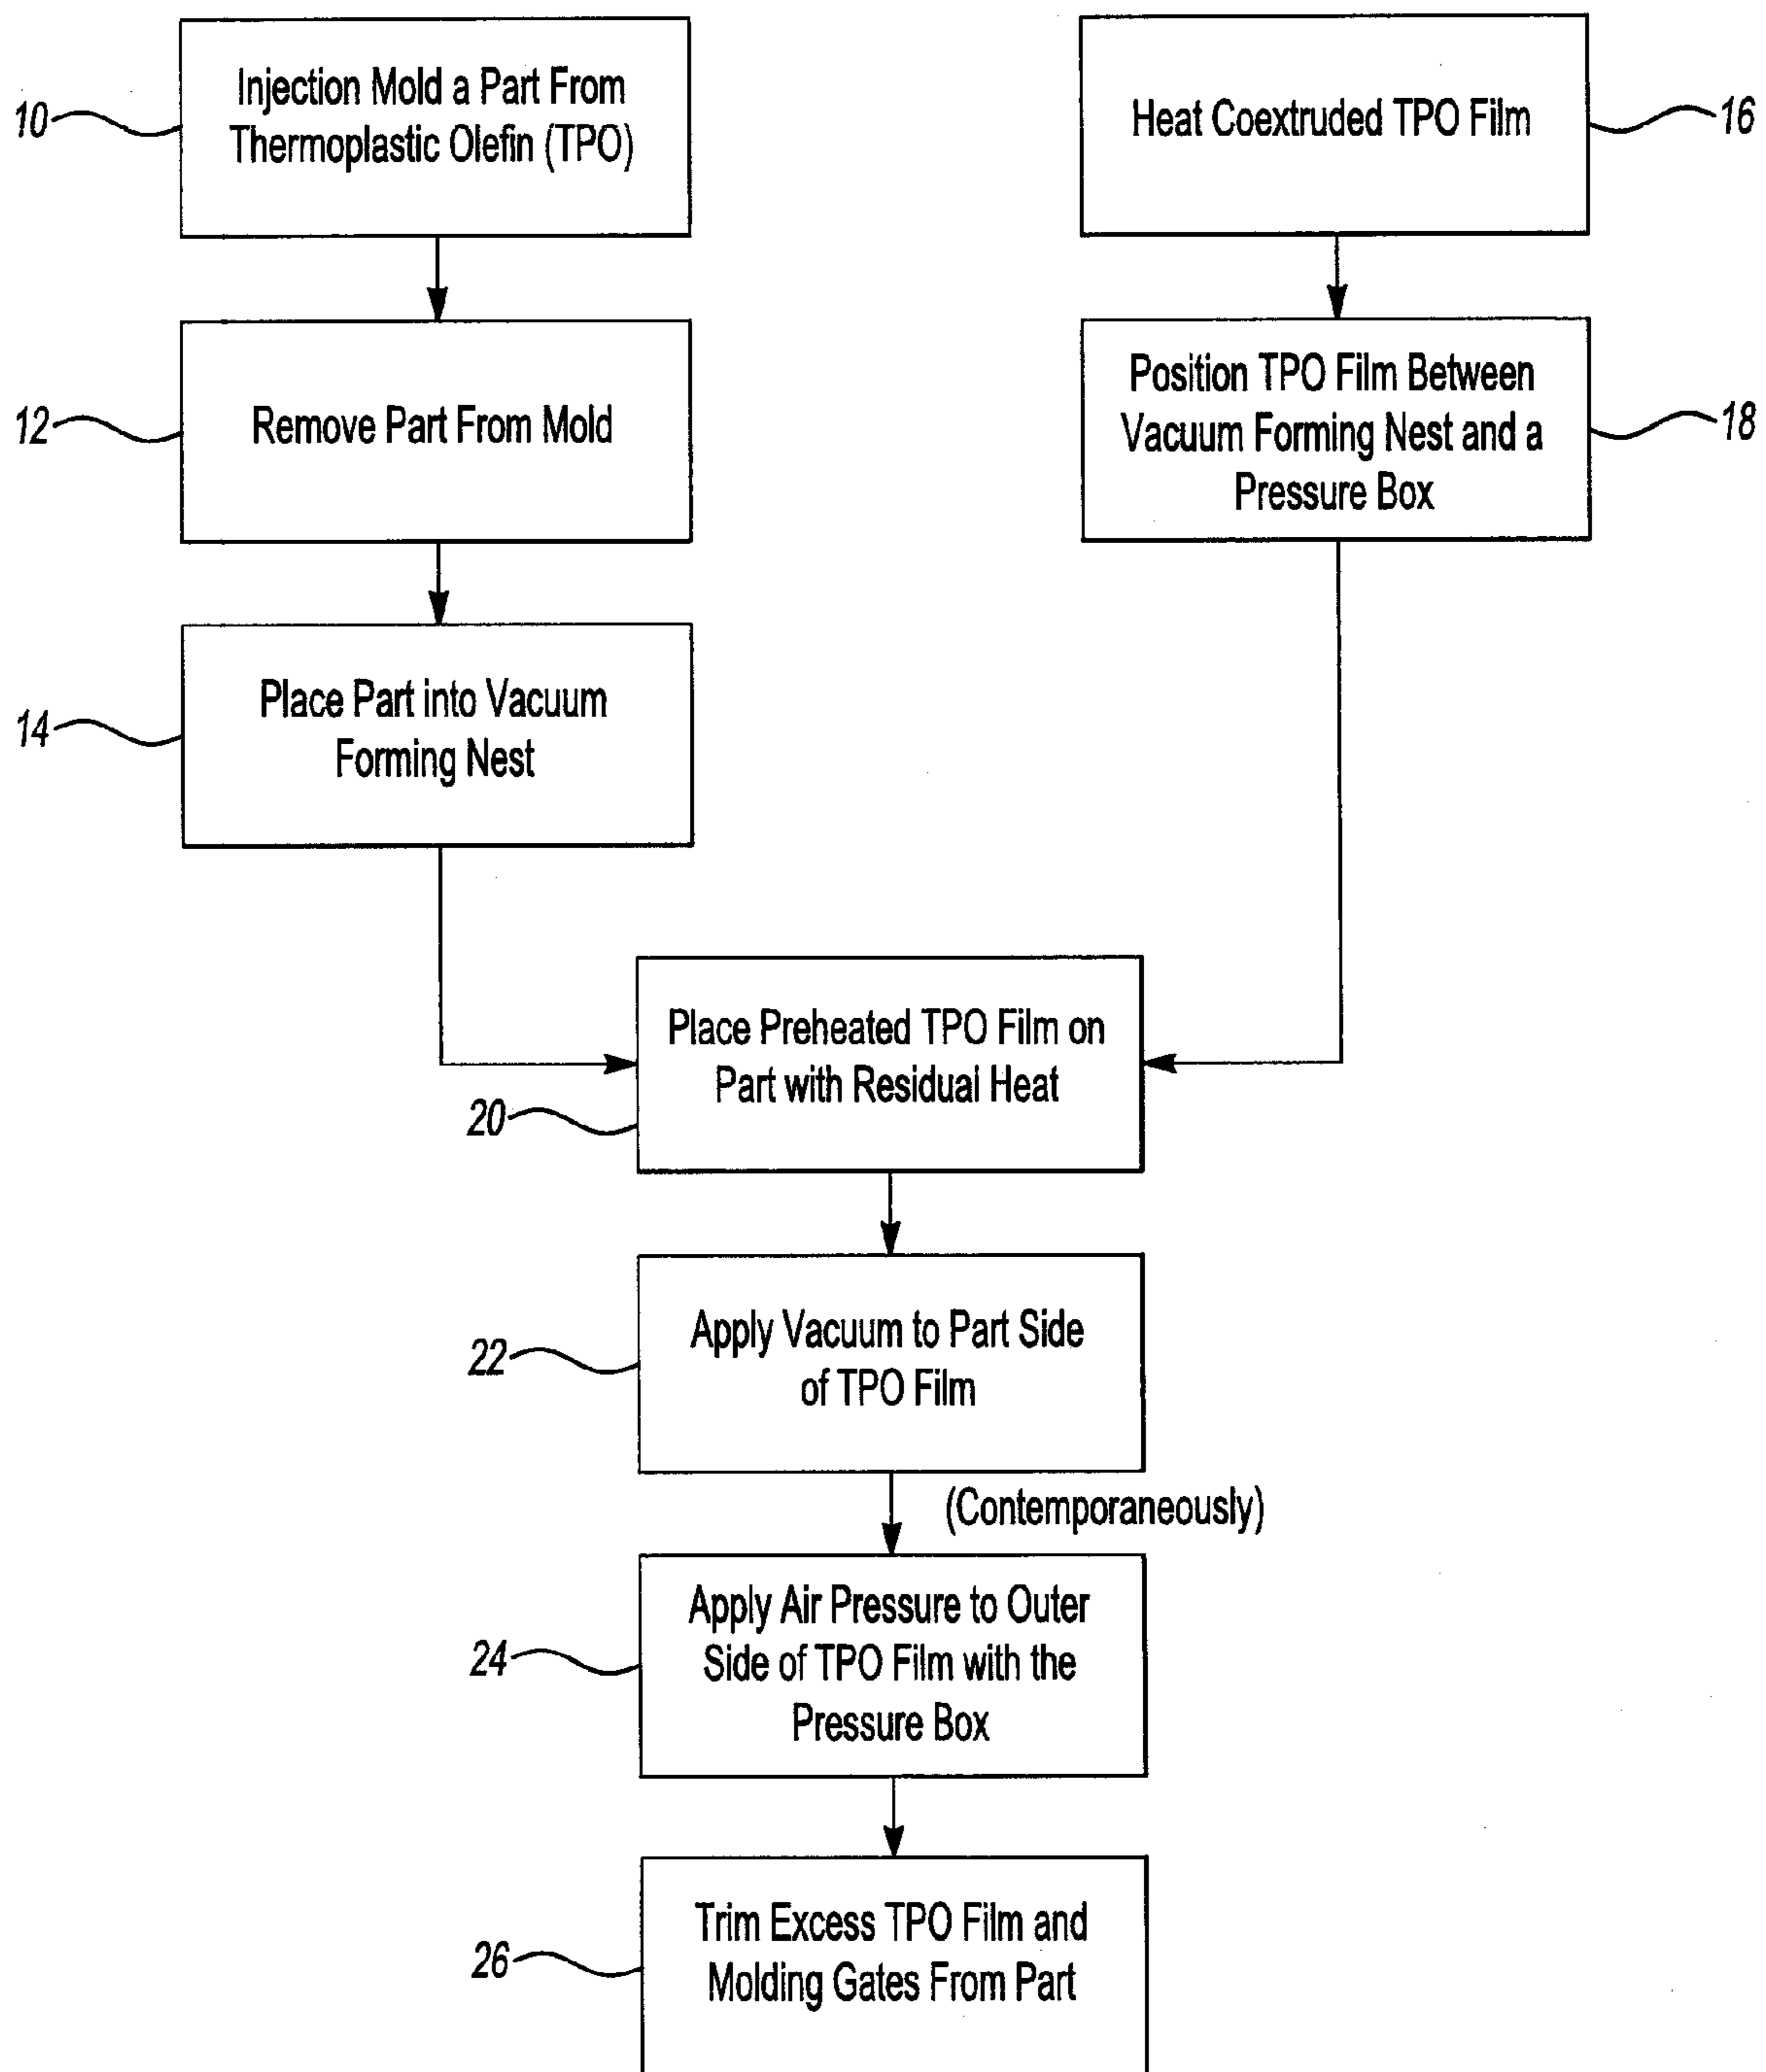 10
Injection Mold a Part From
Thermoplastic Olefin (TPO)
12
Remove Part From Mold
14
Place Part into Vacuum
Forming Nest
Heat Coextruded TPO Film
16
Position TPO Film Between
Vacuum Forming Nest and a
Pressure Box
18
Place Preheated TPO Film on
Part with Residual Heat
20
Apply Vacuum to Part Side
of TPO Film
22
(Contemporaneously)
Apply Air Pressure to Outer
Side of TPO Film with the
Pressure Box
24
Trim Excess TPO Film and
Molding Gates From Part
26